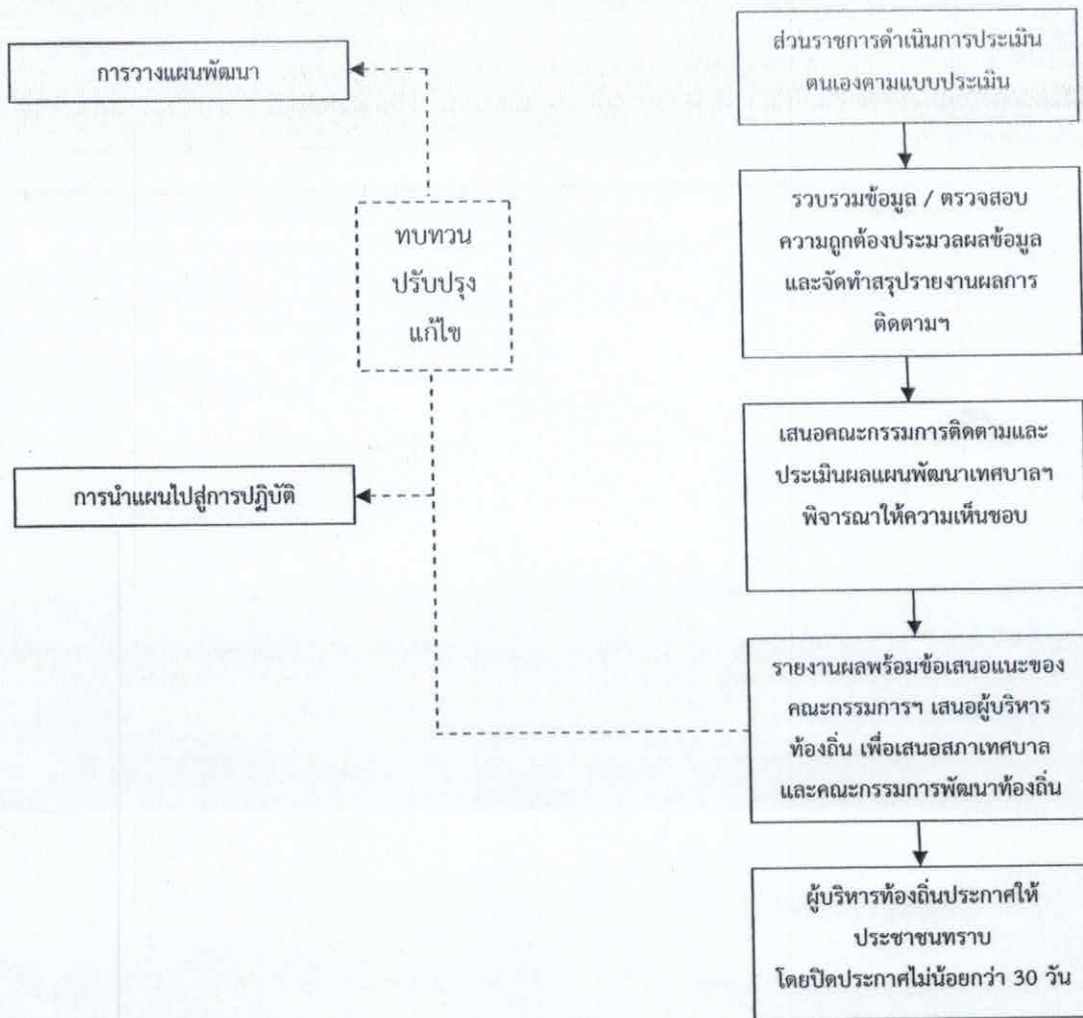 การวางแผนพัฒนา
ทบทวน
ปรับปรุง
แก้ไข
การนำแผนไปสู่การปฏิบัติ
ส่วนราชการดำเนินการประเมิน
ตนเองตามแบบประเมิน
รวบรวมข้อมูล / ตรวจสอบ
ความถูกต้องประมวลผลข้อมูล
และจัดทำสรุปรายงานผลการ
ติดตามฯ
เสนอคณะกรรมการติดตามและ
ประเมินผลแผนพัฒนาเทศบาลฯ
พิจารณาให้ความเห็นชอบ
รายงานผลพร้อมข้อเสนอแนะของ
คณะกรรมการฯ เสนอผู้บริหาร
ท้องถิ่น เพื่อเสนอสภาเทศบาล
และคณะกรรมการพัฒนาท้องถิ่น
ผู้บริหารท้องถิ่นประกาศให้
ประชาชนทราบ
โดยปิดประกาศไม่น้อยกว่า 30 วัน